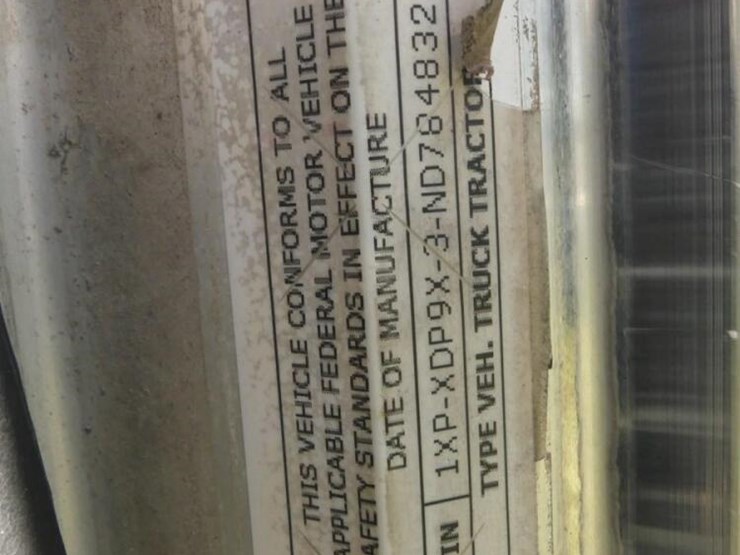 THIS VEHICLE CONFORMS TO ALL
APPLICABLE FEDERAL MOTOR VEHICLE
SAFETY STANDARDS IN EFFECT ON THE
DATE OF MANUFACTURE
VIN 1XP-XDP9X-3-ND784832
TYPE VEH. TRUCK TRACTOR